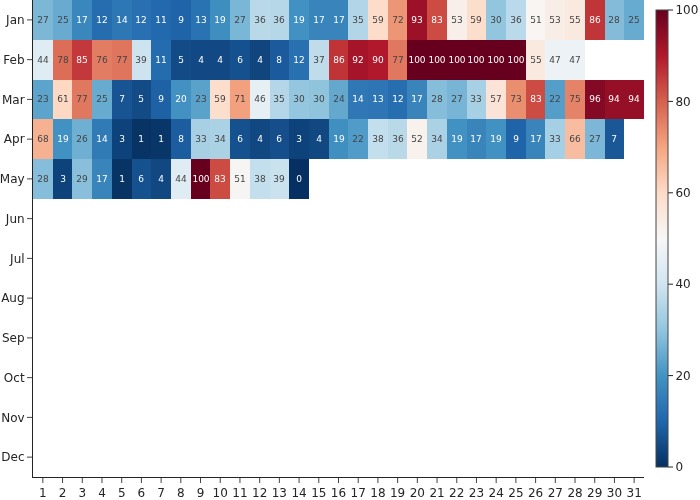 Jan 27 25 17 12 14 12 11 9 13 19 27 36 36 19 17 17 35 59 72 93 83 53 59 30 36 51 53 55 86 28 25
Feb 44 78 85 76 77 39 11 5 4 4 6 4 8 12 37 86 92 90 77 100 100 100 100 100 100 55 47 47
Mar 23 61 77 25 7 5 9 20 23 59 71 46 35 30 30 24 14 13 12 17 28 27 33 57 73 83 22 75 96 94 94
Apr 68 19 26 14 3 1 1 8 33 34 6 4 6 3 4 19 22 38 36 52 34 19 17 19 9 17 33 66 27 7
May 28 3 29 17 1 6 4 44 100 83 51 38 39 0
Jun
Jul
Aug
Sep
Oct
Nov
Dec
1 2 3 4 5 6 7 8 9 10 11 12 13 14 15 16 17 18 19 20 21 22 23 24 25 26 27 28 29 30 31
100
80
60
40
20
0